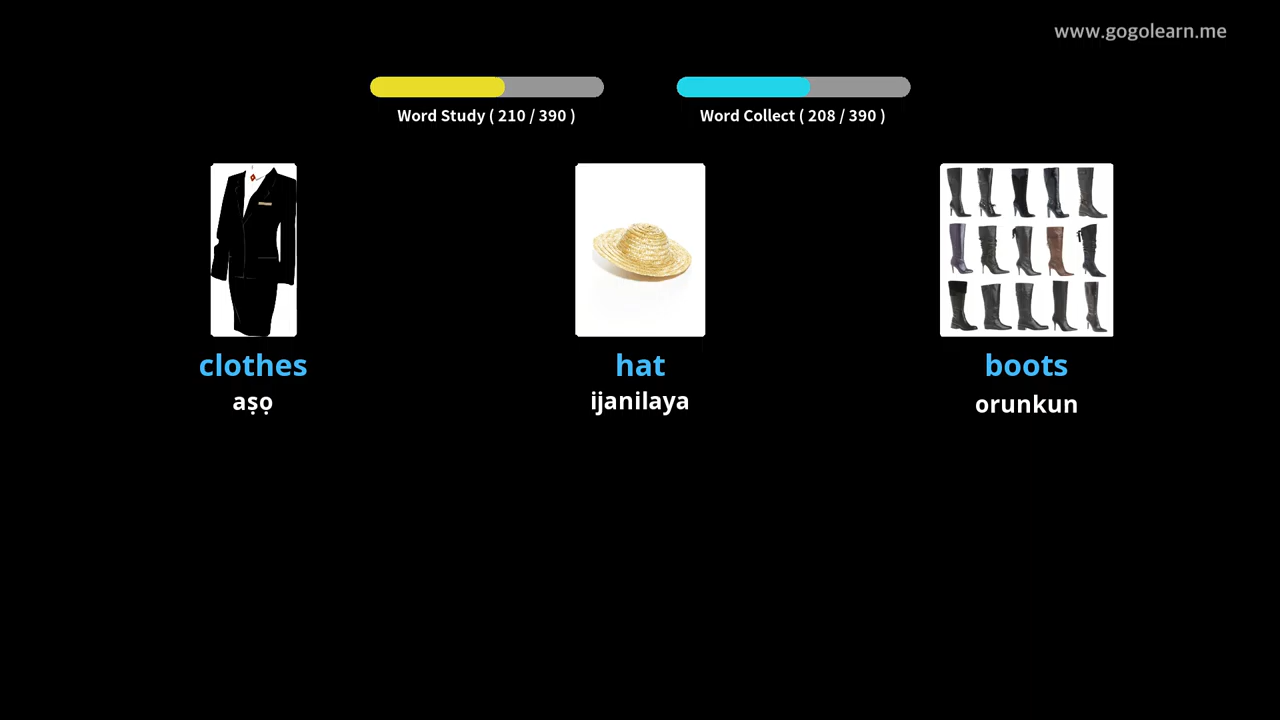 www.gogolearn.me
Word Study ( 210 / 390 )
Word Collect ( 208 / 390 )
clothes
aṣọ
hat
ijanilaya
boots
orunkun